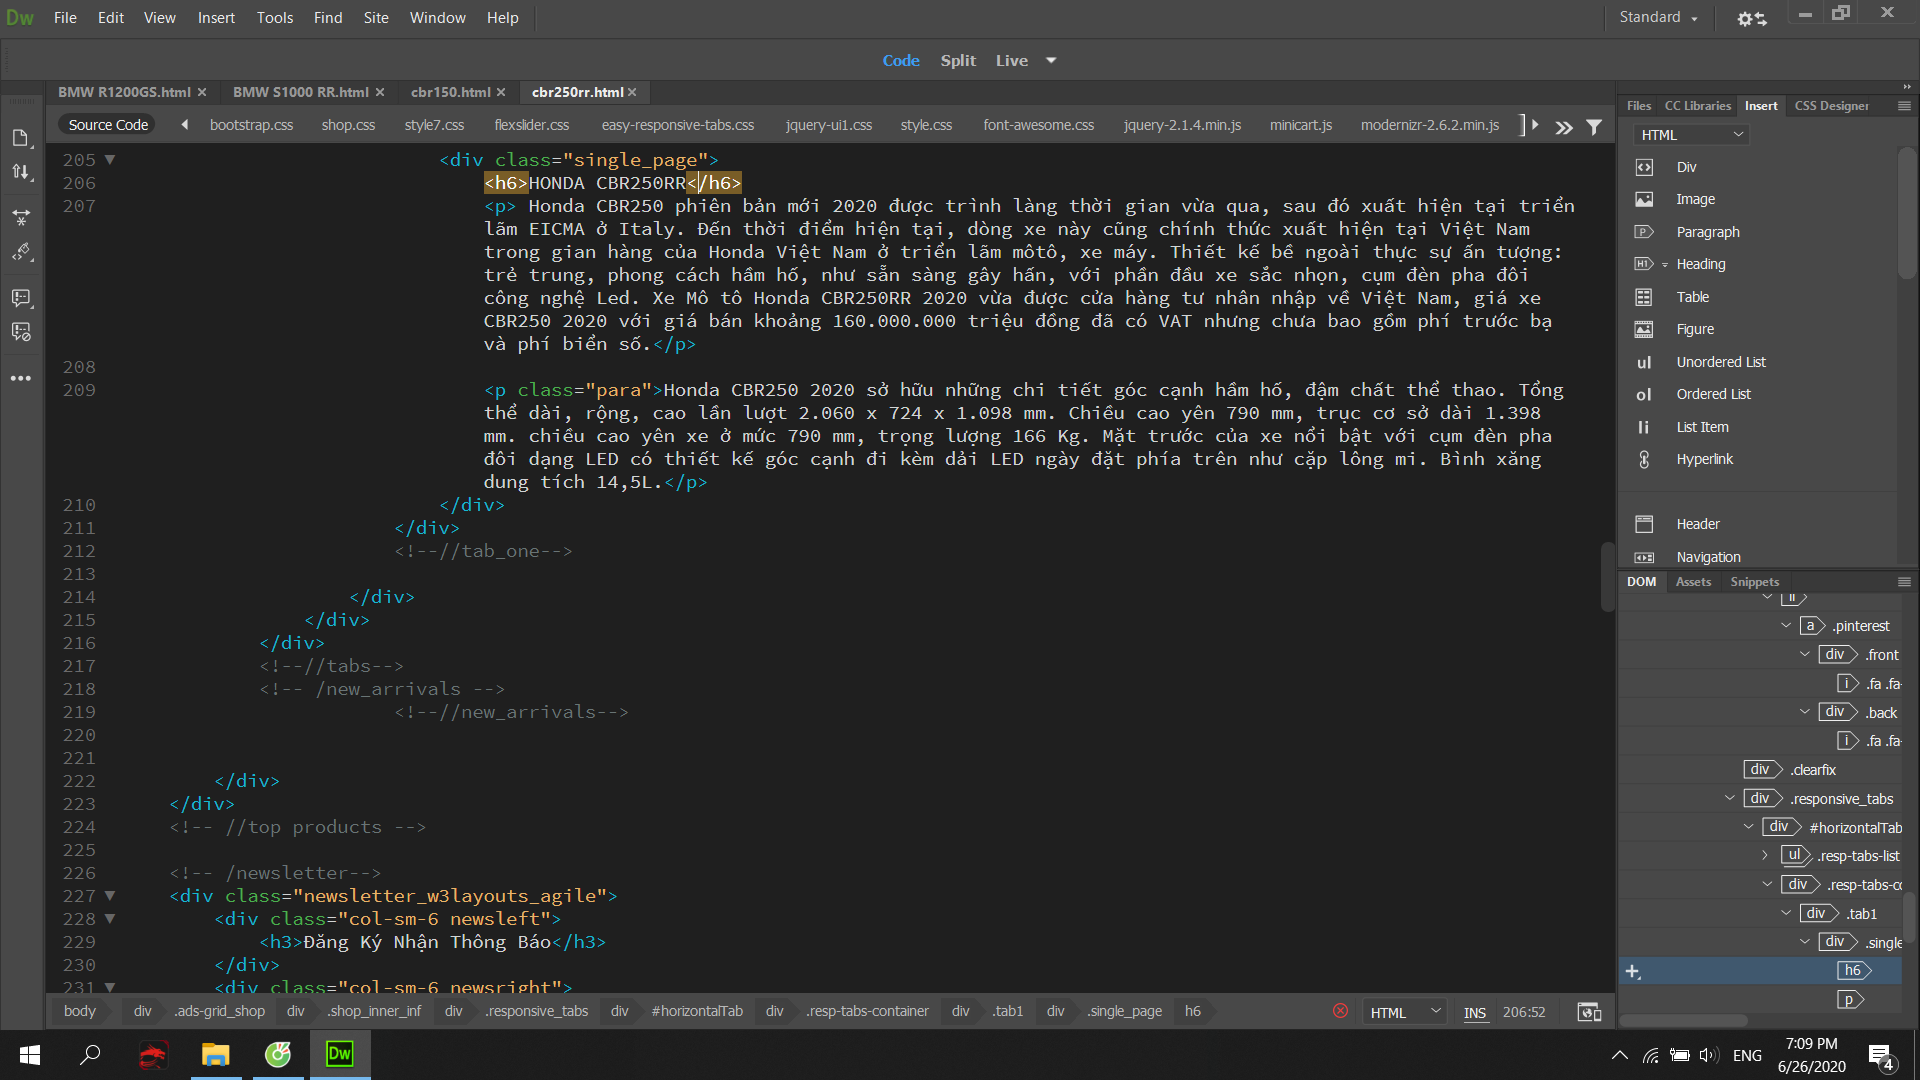 Dw File Edit View Insert Tools Find Site Window Help Standard
Code Split Live
BMW R1200GS.html BMW S1000 RR.html cbr150.html cbr250rr.html
Source Code bootstrap.css shop.css style7.css flexslider.css easy-responsive-tabs.css jquery-ui1.css style.css font-awesome.css jquery-2.1.4.min.js minicart.js modernizr-2.6.2.min.js
205 <div class="single_page">
206 <h6>HONDA CBR250RR</h6>
207 <p> Honda CBR250 phiên bản mới 2020 được trình làng thời gian vừa qua, sau đó xuất hiện tại triển
lãm EICMA ở Italy. Đến thời điểm hiện tại, dòng xe này cũng chính thức xuất hiện tại Việt Nam
trong gian hàng của Honda Việt Nam ở triển lãm môtô, xe máy. Thiết kế bề ngoài thực sự ấn tượng:
trẻ trung, phong cách hầm hố, như sẵn sàng gây hấn, với phần đầu xe sắc nhọn, cụm đèn pha đôi
công nghệ Led. Xe Mô tô Honda CBR250RR 2020 vừa được cửa hàng tư nhân nhập về Việt Nam, giá xe
CBR250 2020 với giá bán khoảng 160.000.000 triệu đồng đã có VAT nhưng chưa bao gồm phí trước bạ
và phí biển số.</p>
208
209 <p class="para">Honda CBR250 2020 sở hữu những chi tiết góc cạnh hầm hố, đậm chất thể thao. Tổng
thể dài, rộng, cao lần lượt 2.060 x 724 x 1.098 mm. Chiều cao yên 790 mm, trục cơ sở dài 1.398
mm. chiều cao yên xe ở mức 790 mm, trọng lượng 166 Kg. Mặt trước của xe nổi bật với cụm đèn pha
đôi dạng LED có thiết kế góc cạnh đi kèm dải LED ngày đặt phía trên như cặp lông mi. Bình xăng
dung tích 14,5L.</p>
210 </div>
211 </div>
212 <!--//tab_one-->
213
214 </div>
215 </div>
216 </div>
217 <!--//tabs-->
218 <!-- /new_arrivals -->
219 <!--//new_arrivals-->
220
221
222 </div>
223 </div>
224 <!-- //top products -->
225
226 <!-- /newsletter-->
227 <div class="newsletter_w3layouts_agile">
228 <div class="col-sm-6 newsleft">
229 <h3>Đăng Ký Nhận Thông Báo</h3>
230 </div>
231 <div class="col-sm-6 newsright">
body div .ads-grid_shop div .shop_inner_inf div .responsive_tabs div #horizontalTab div .resp-tabs-container div .tab1 div .single_page h6 HTML INS 206:52
Files CC Libraries Insert CSS Designer
HTML
Div
Image
Paragraph
H1 Heading
Table
Figure
ul Unordered List
ol Ordered List
li List Item
Hyperlink
Header
Navigation
DOM Assets Snippets
li
a .pinterest
div .front
i .fa .fa-
div .back
i .fa .fa-
div .clearfix
div .responsive_tabs
div #horizontalTab
ul .resp-tabs-list
div .resp-tabs-co
div .tab1
div .single
h6
p
Dw
ENG
7:09 PM
6/26/2020
4